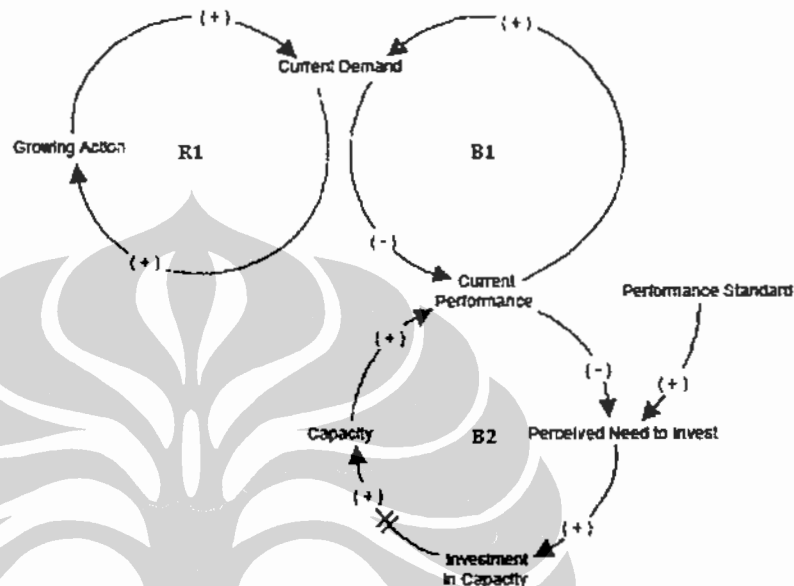 (+)
(+)
Current Demand
Growing Action
R1
B1
(-)
(+)
Current
Performance
Performance Standard
(+)
(-)
(+)
Capacity
B2
Perceived Need to Invest
(+)
(+)
Investment
in Capacity